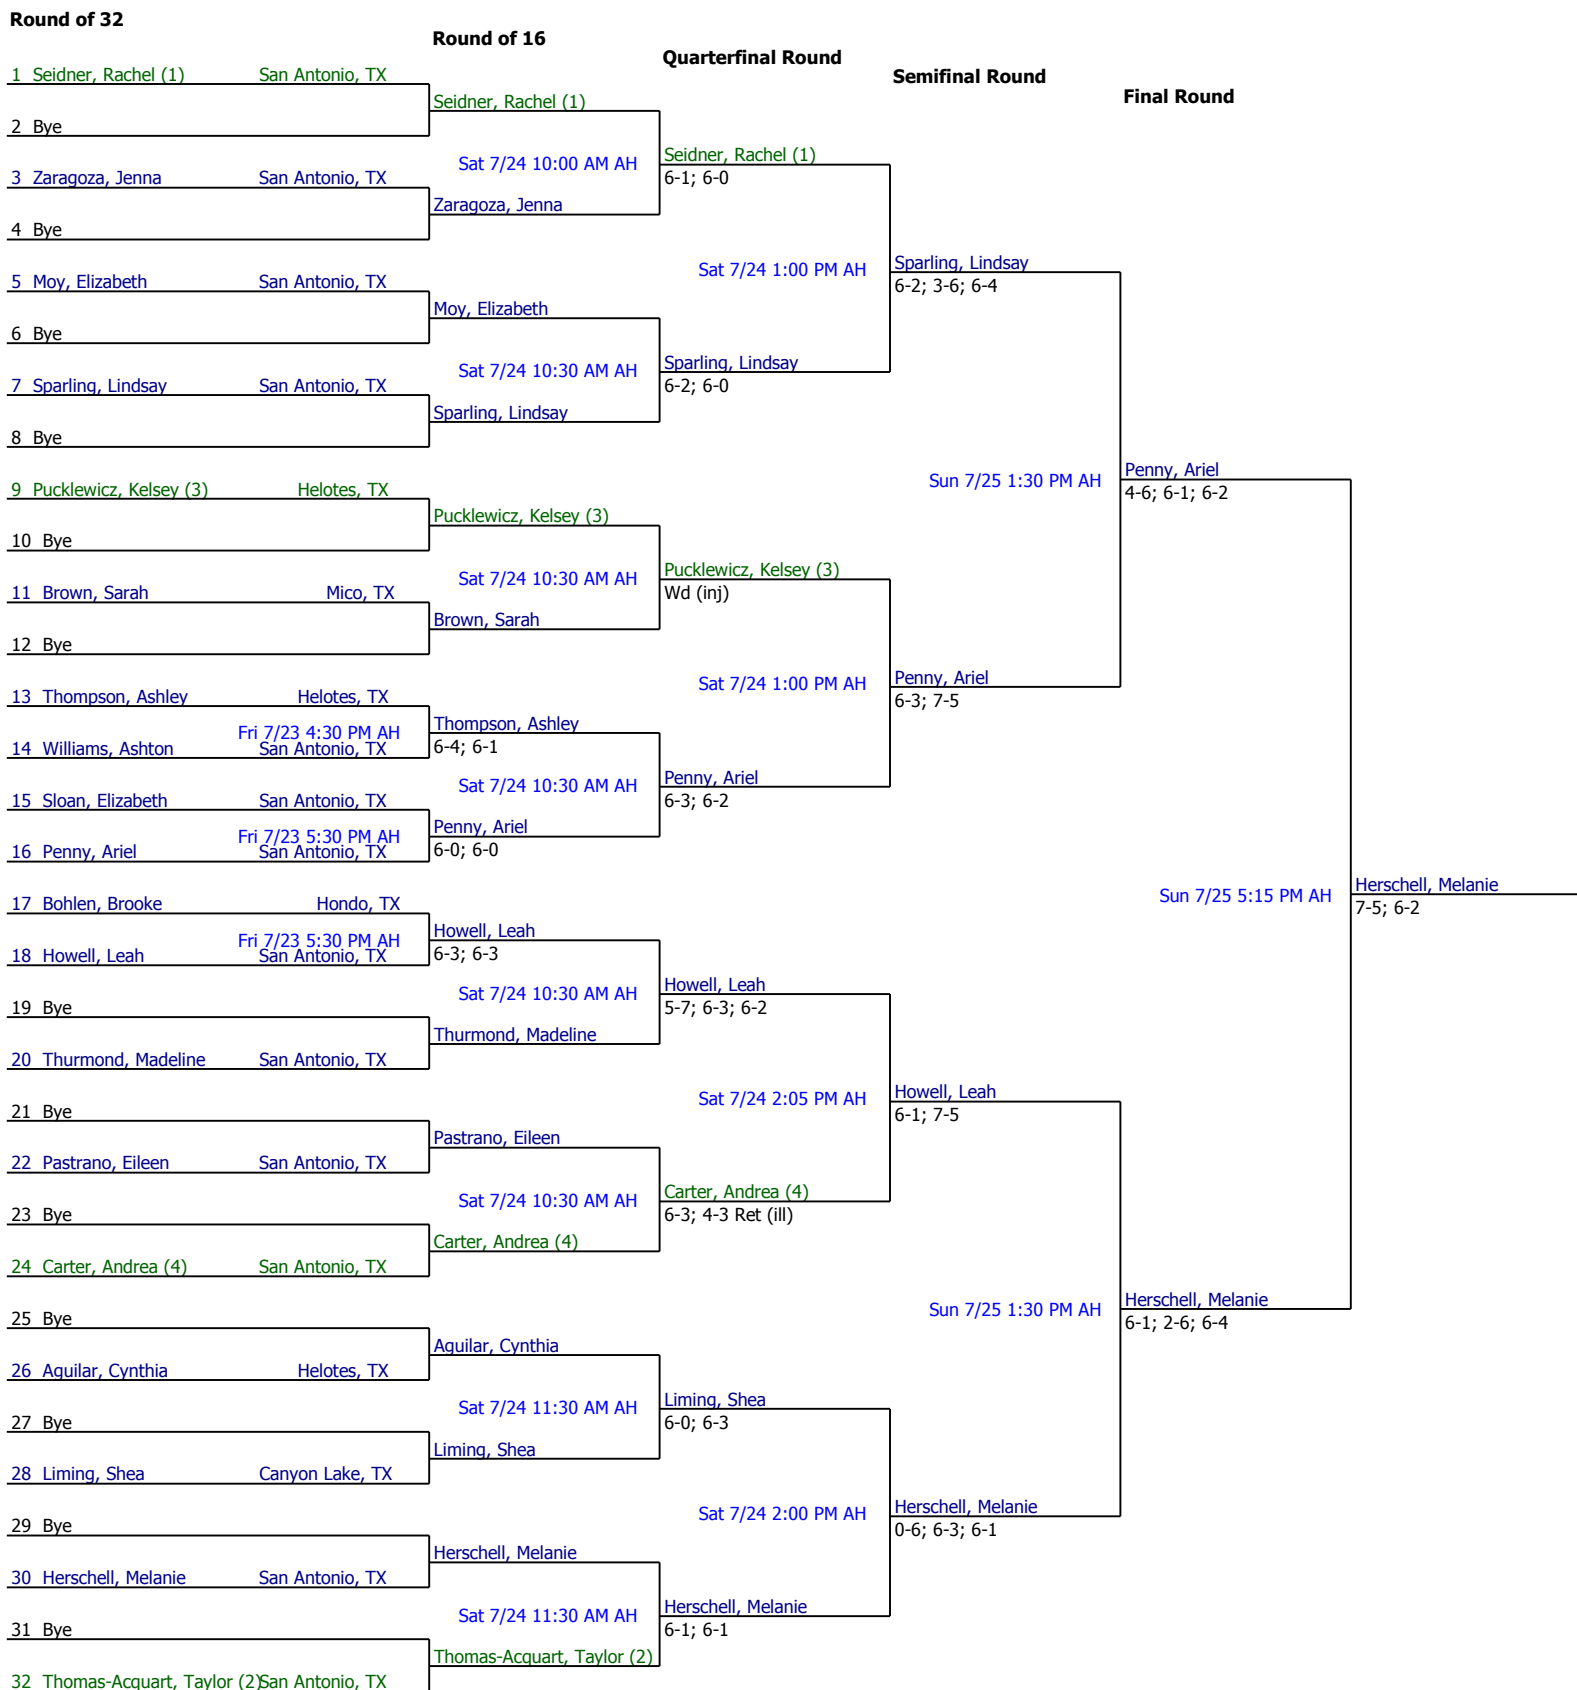 Round of 32
Round of 16
Quarterfinal Round
Semifinal Round
Final Round
1 Seidner, Rachel (1) San Antonio, TX
Seidner, Rachel (1)
2 Bye
Sat 7/24 10:00 AM AH
Seidner, Rachel (1)
6-1; 6-0
3 Zaragoza, Jenna San Antonio, TX
Zaragoza, Jenna
4 Bye
Sat 7/24 1:00 PM AH
Sparling, Lindsay
6-2; 3-6; 6-4
5 Moy, Elizabeth San Antonio, TX
Moy, Elizabeth
6 Bye
Sat 7/24 10:30 AM AH
Sparling, Lindsay
6-2; 6-0
7 Sparling, Lindsay San Antonio, TX
Sparling, Lindsay
8 Bye
Sun 7/25 1:30 PM AH
Penny, Ariel
4-6; 6-1; 6-2
9 Pucklewicz, Kelsey (3) Helotes, TX
Pucklewicz, Kelsey (3)
10 Bye
Sat 7/24 10:30 AM AH
Pucklewicz, Kelsey (3)
Wd (inj)
11 Brown, Sarah Mico, TX
Brown, Sarah
12 Bye
Sat 7/24 1:00 PM AH
Penny, Ariel
6-3; 7-5
13 Thompson, Ashley Helotes, TX
Fri 7/23 4:30 PM AH
Thompson, Ashley
6-4; 6-1
14 Williams, Ashton San Antonio, TX
Sat 7/24 10:30 AM AH
Penny, Ariel
6-3; 6-2
15 Sloan, Elizabeth San Antonio, TX
Fri 7/23 5:30 PM AH
Penny, Ariel
6-0; 6-0
16 Penny, Ariel San Antonio, TX
Sun 7/25 5:15 PM AH
Herschell, Melanie
7-5; 6-2
17 Bohlen, Brooke Hondo, TX
Fri 7/23 5:30 PM AH
Howell, Leah
6-3; 6-3
18 Howell, Leah San Antonio, TX
Sat 7/24 10:30 AM AH
Howell, Leah
5-7; 6-3; 6-2
19 Bye
Thurmond, Madeline
20 Thurmond, Madeline San Antonio, TX
Sat 7/24 2:05 PM AH
Howell, Leah
6-1; 7-5
21 Bye
Pastrano, Eileen
22 Pastrano, Eileen San Antonio, TX
Sat 7/24 10:30 AM AH
Carter, Andrea (4)
6-3; 4-3 Ret (ill)
23 Bye
Carter, Andrea (4)
24 Carter, Andrea (4) San Antonio, TX
Sun 7/25 1:30 PM AH
Herschell, Melanie
6-1; 2-6; 6-4
25 Bye
Aguilar, Cynthia
26 Aguilar, Cynthia Helotes, TX
Sat 7/24 11:30 AM AH
Liming, Shea
6-0; 6-3
27 Bye
Liming, Shea
28 Liming, Shea Canyon Lake, TX
Sat 7/24 2:00 PM AH
Herschell, Melanie
0-6; 6-3; 6-1
29 Bye
Herschell, Melanie
30 Herschell, Melanie San Antonio, TX
Sat 7/24 11:30 AM AH
Herschell, Melanie
6-1; 6-1
31 Bye
Thomas-Acquart, Taylor (2)
32 Thomas-Acquart, Taylor (2) San Antonio, TX